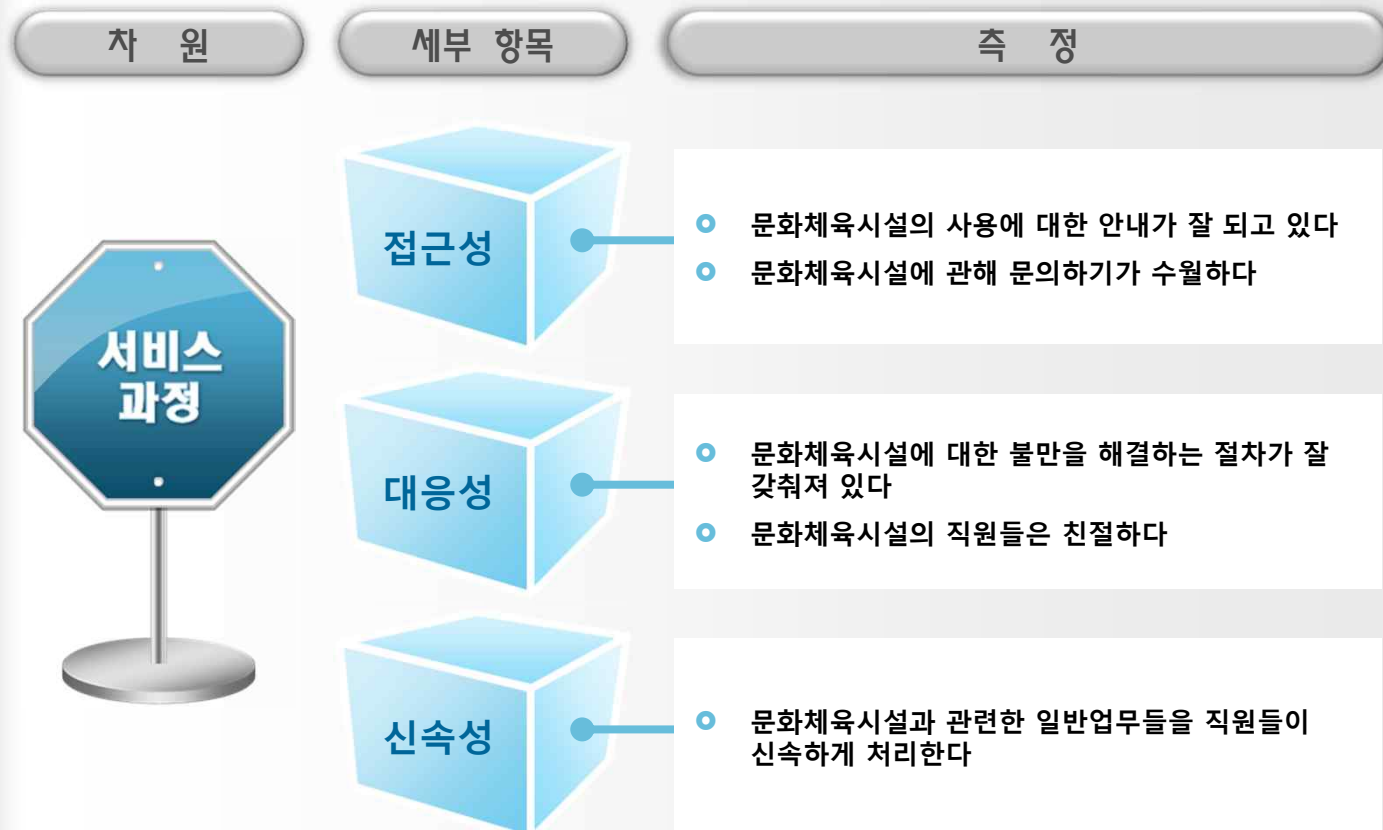 차 원
세부 항목
측 정
서비스
과정
접근성
문화체육시설의 사용에 대한 안내가 잘 되고 있다
문화체육시설에 관해 문의하기가 수월하다
대응성
문화체육시설에 대한 불만을 해결하는 절차가 잘
갖춰져 있다
문화체육시설의 직원들은 친절하다
신속성
문화체육시설과 관련한 일반업무들을 직원들이
신속하게 처리한다